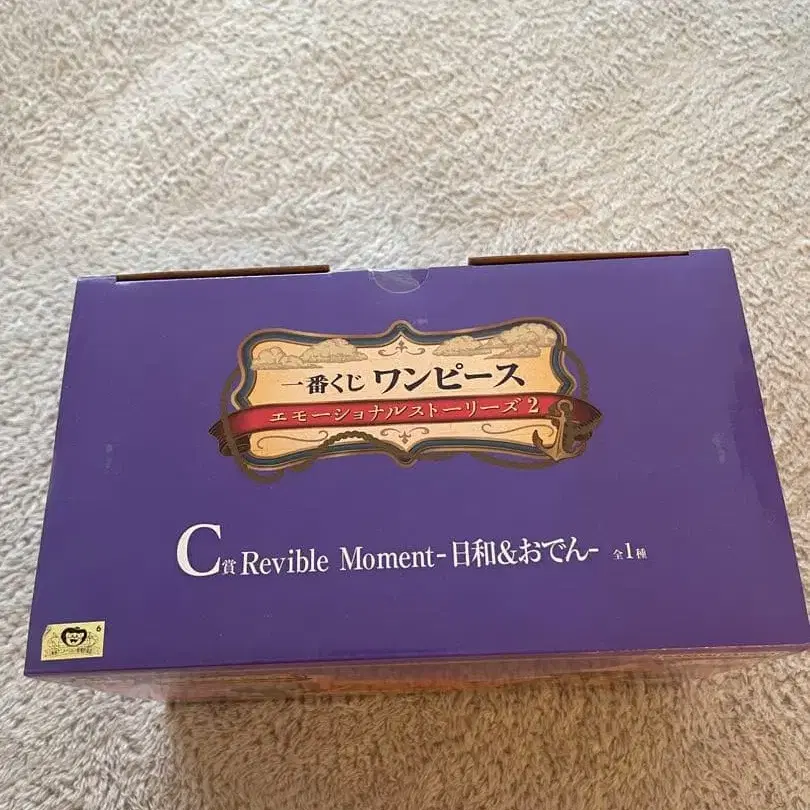 一番くじ ワンピース
エモーショナルストーリーズ2
C賞 Revible Moment-日和&おでん- 全1種
6